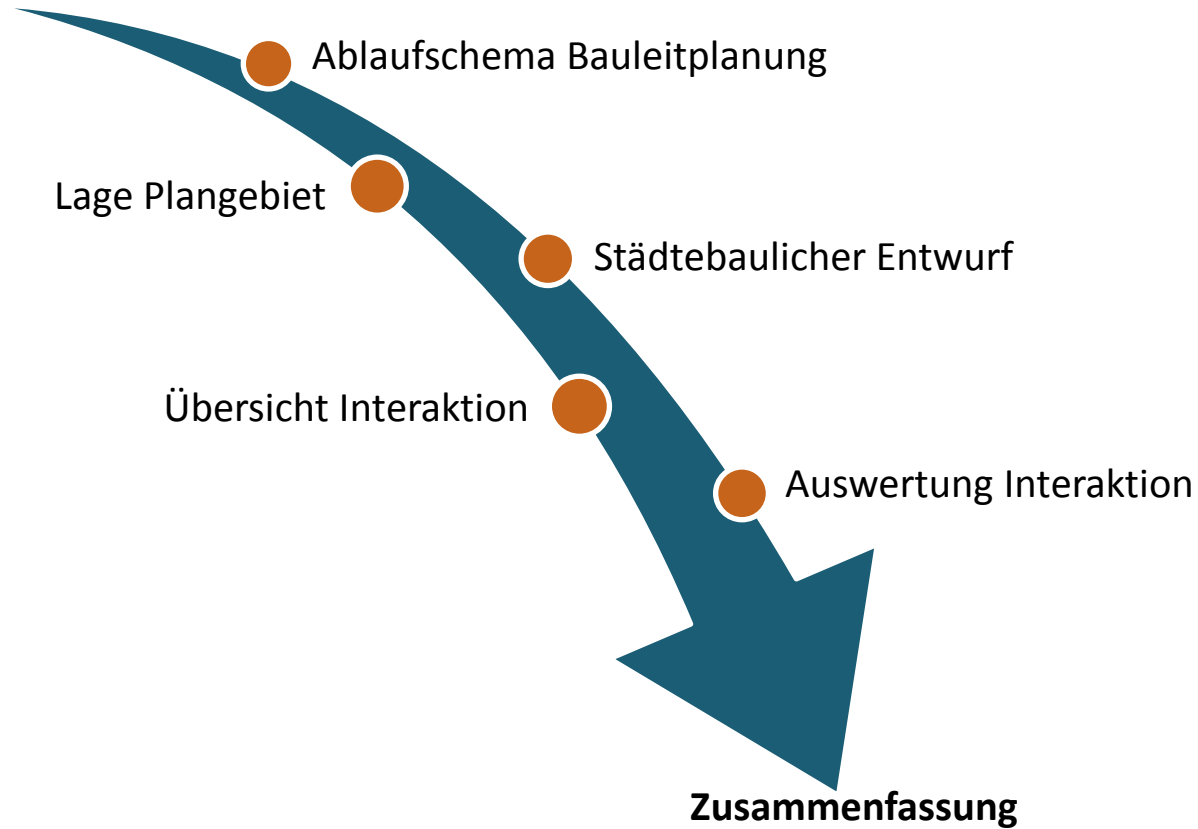 Ablaufschema Bauleitplanung
Lage Plangebiet
Städtebaulicher Entwurf
Übersicht Interaktion
Auswertung Interaktion
Zusammenfassung